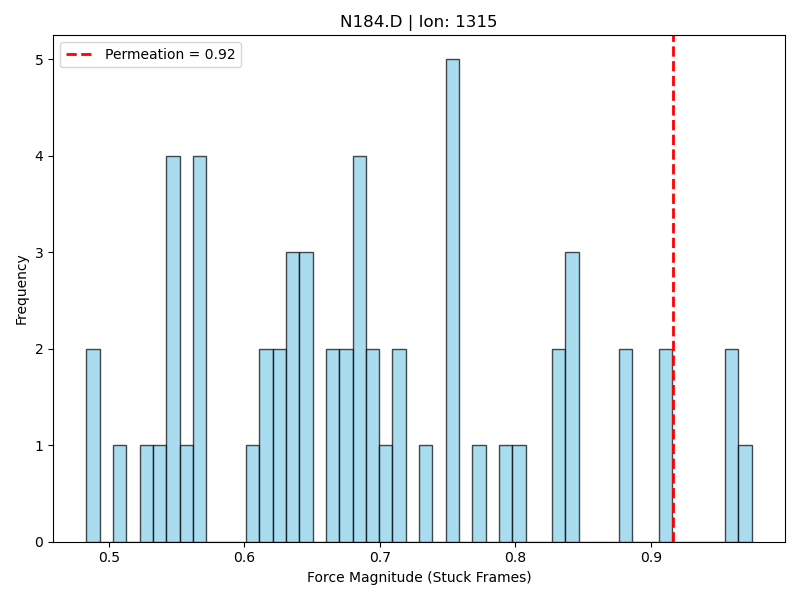 N184.D | Ion: 1315
Permeation = 0.92
Frequency
5
4
3
2
1
0
0.5 0.6 0.7 0.8 0.9
Force Magnitude (Stuck Frames)